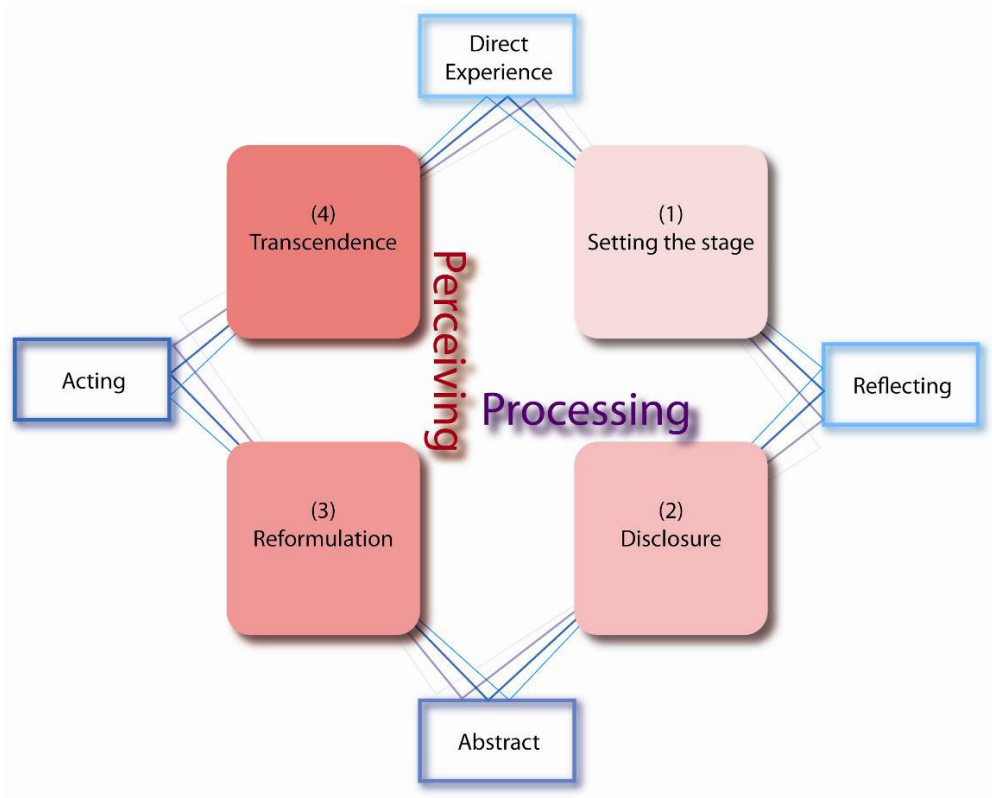 Direct
Experience
(4)
Transcendence
(1)
Setting the stage
Perceiving
Acting
Processing
Reflecting
(3)
Reformulation
(2)
Disclosure
Abstract